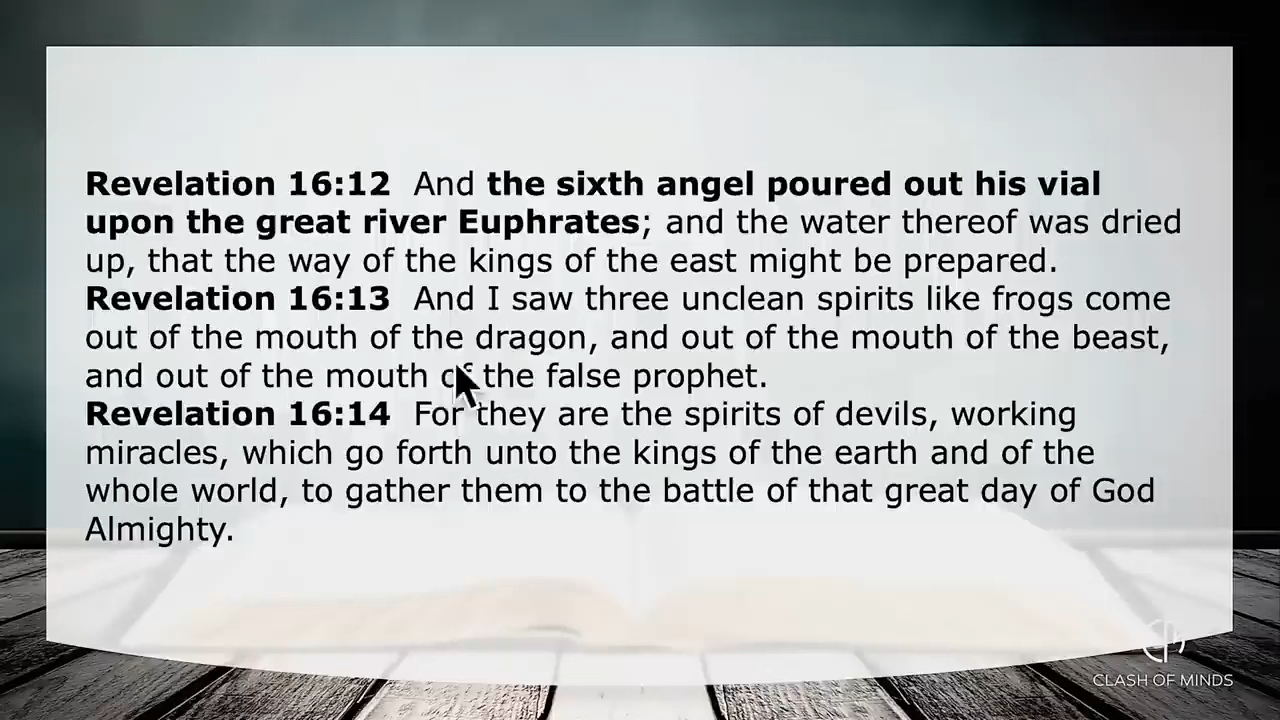 Revelation 16:12 And the sixth angel poured out his vial
upon the great river Euphrates; and the water thereof was dried
up, that the way of the kings of the east might be prepared.
Revelation 16:13 And I saw three unclean spirits like frogs come
out of the mouth of the dragon, and out of the mouth of the beast,
and out of the mouth of the false prophet.
Revelation 16:14 For they are the spirits of devils, working
miracles, which go forth unto the kings of the earth and of the
whole world, to gather them to the battle of that great day of God
Almighty.
CLASH OF MINDS